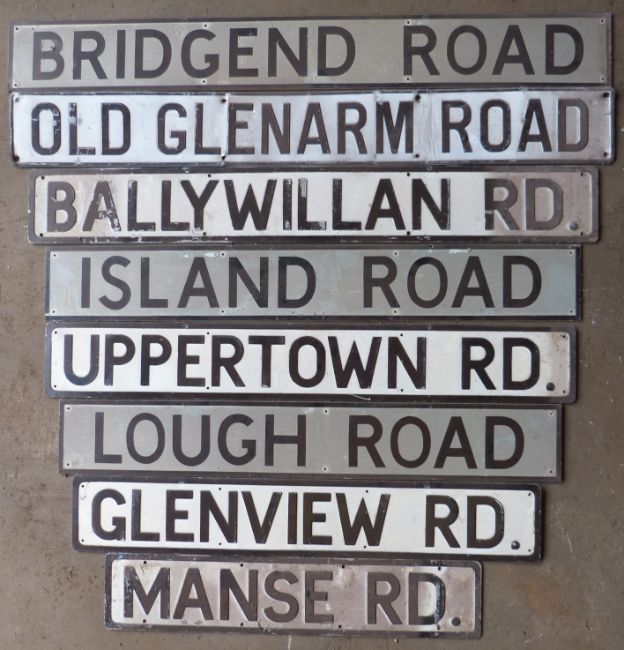 BRIDGEND ROAD
OLD GLENARM ROAD
BALLYWILLAN RD.
ISLAND ROAD
UPPERTOWN RD.
LOUGH ROAD
GLENVIEW RD.
MANSE RD.